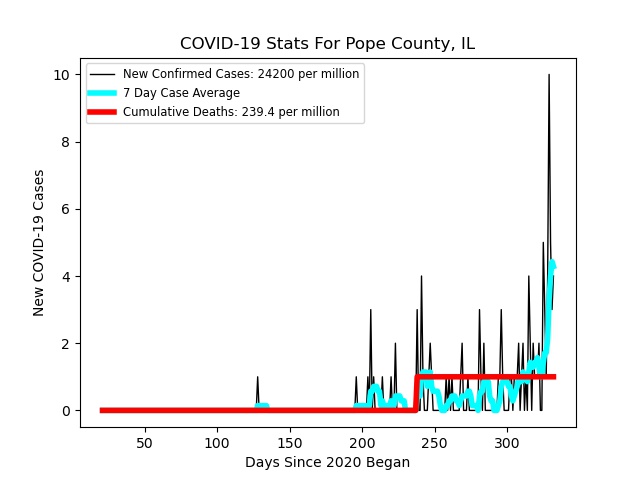 COVID-19 Stats For Pope County, IL
New Confirmed Cases: 24200 per million
7 Day Case Average
Cumulative Deaths: 239.4 per million
New COVID-19 Cases
10
8
6
4
2
0
50 100 150 200 250 300
Days Since 2020 Began